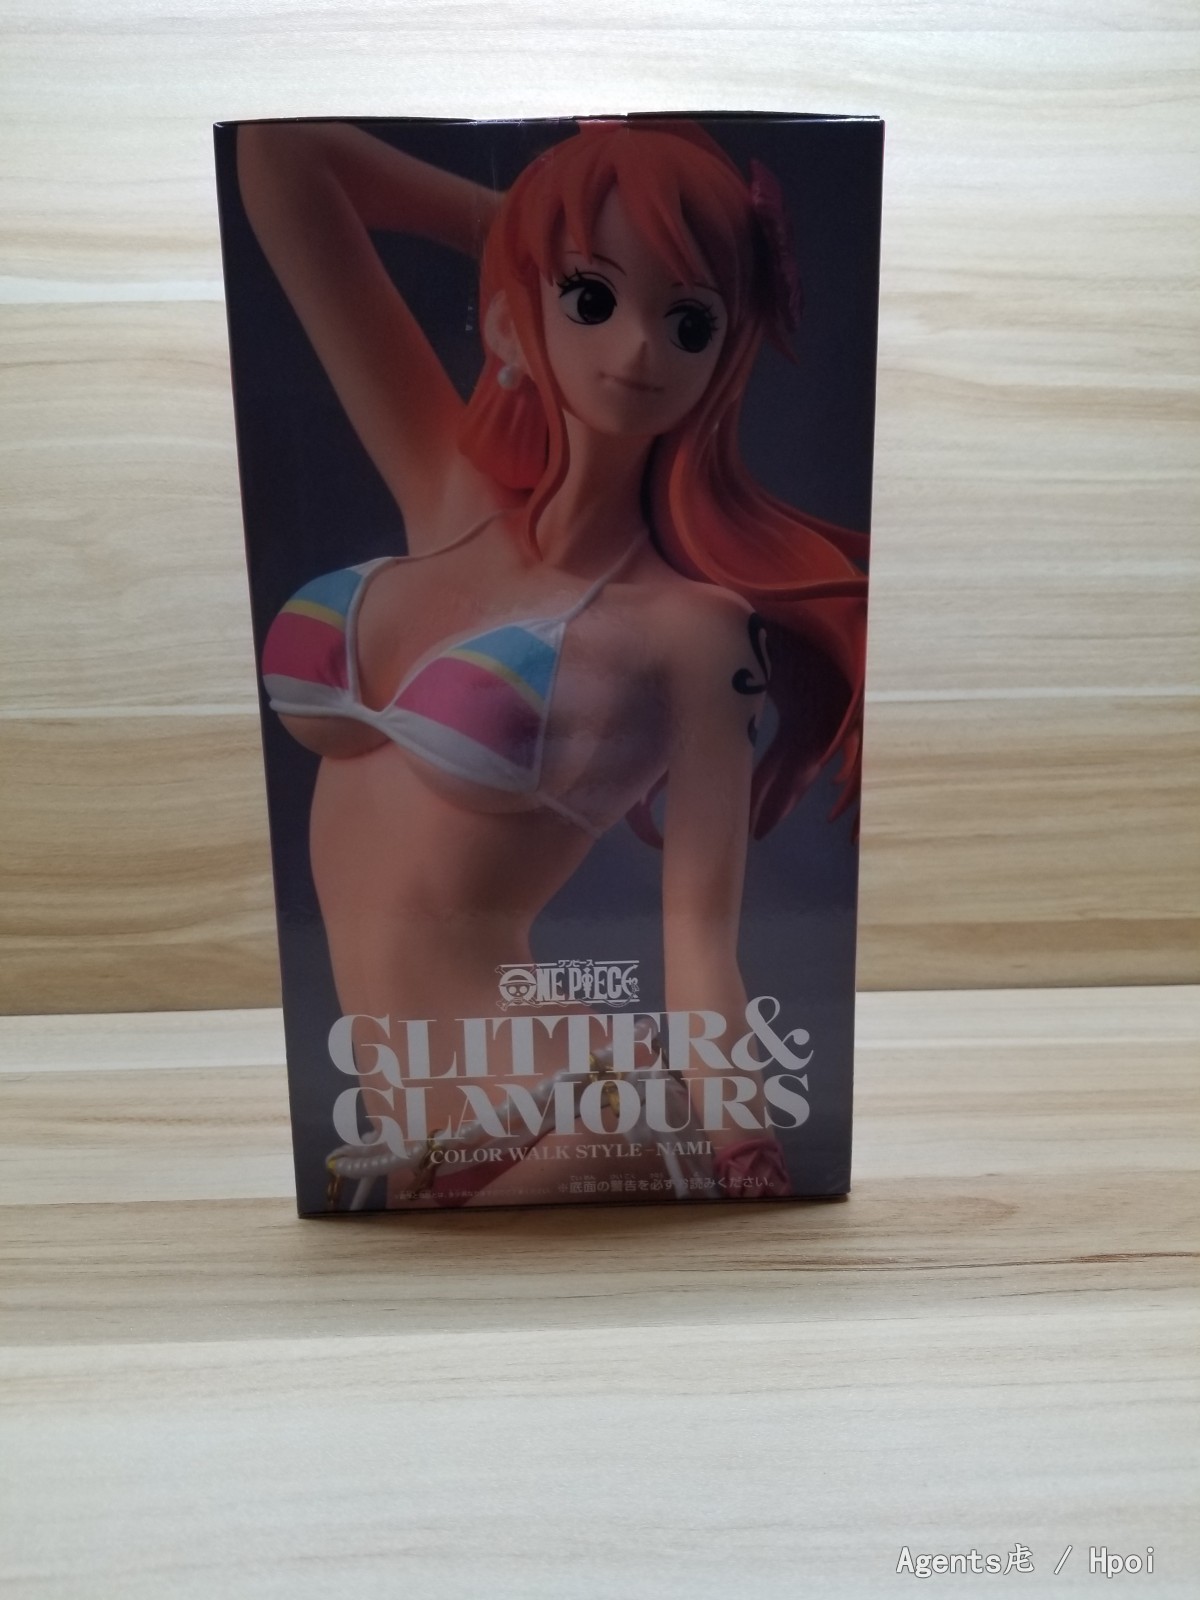 ワンピース
ONE PIECE
GLITTER&
GLAMOURS
COLOR WALK STYLE-NAMI-
※底面の警告を必ずお読みください。
Agents虎 / Hpoi